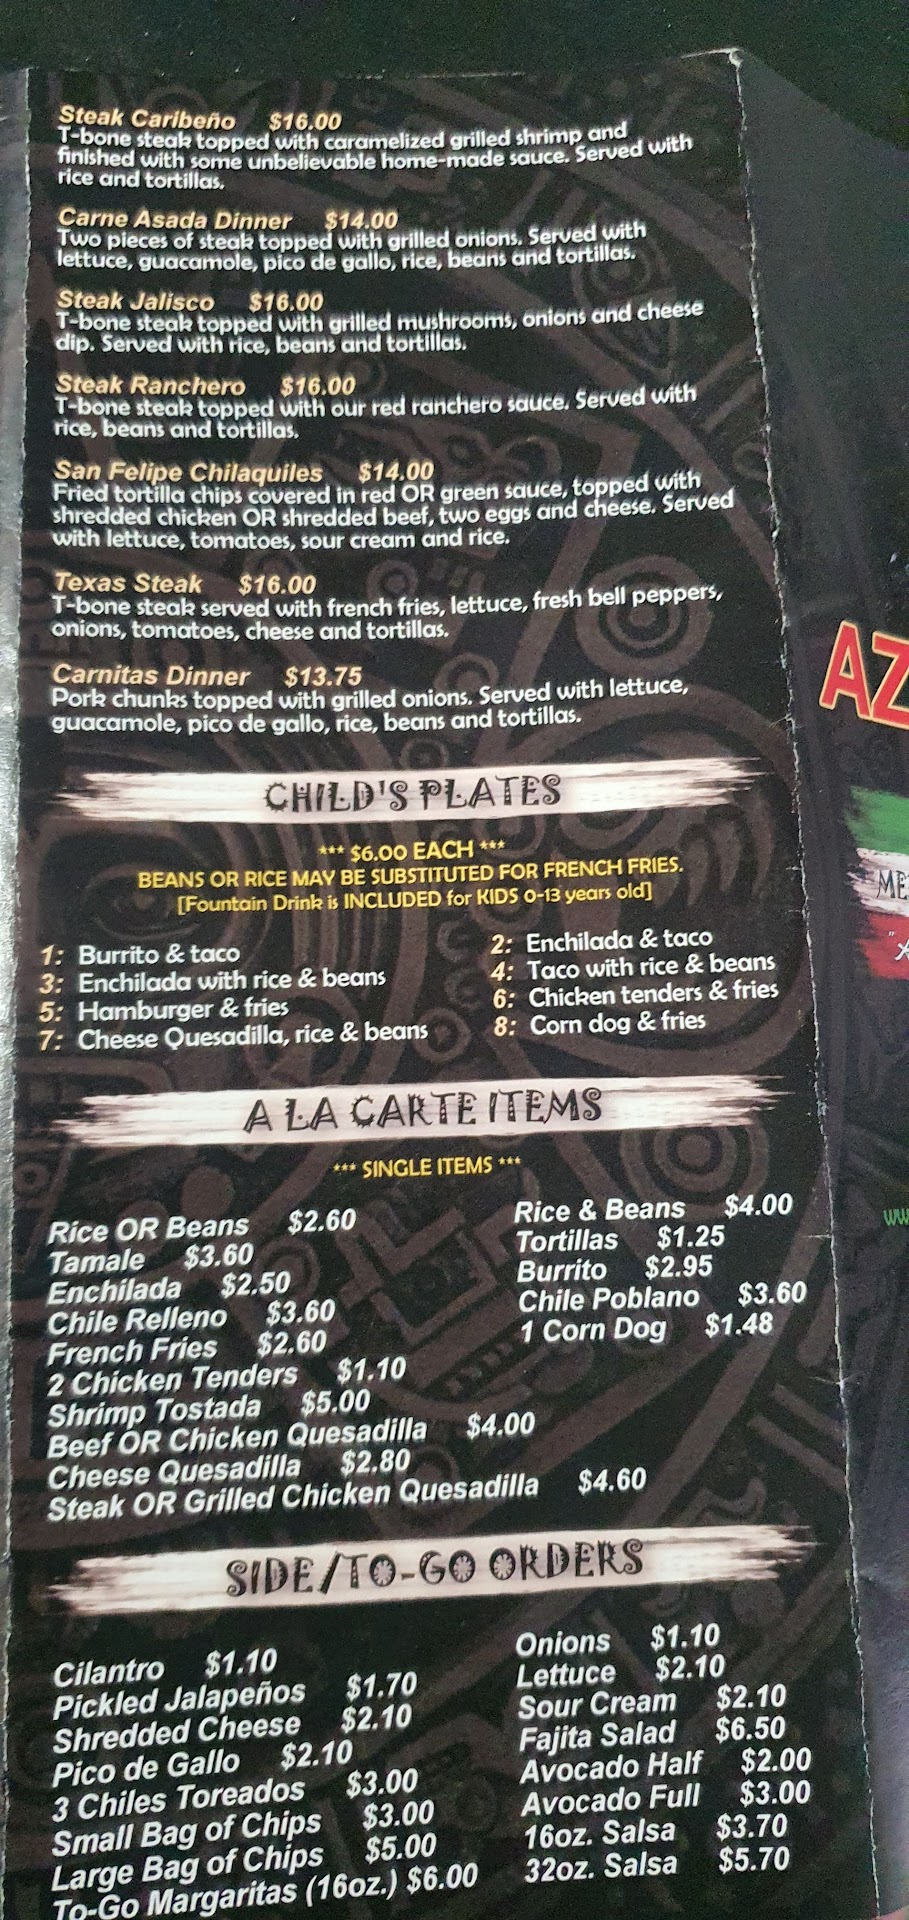 Steak Caribeño $16.00
T-bone steak topped with caramelized grilled shrimp and
finished with some unbelievable home-made sauce. Served with
rice and tortillas.
Carne Asada Dinner $14.00
Two pieces of steak topped with grilled onions. Served with
lettuce, guacamole, pico de gallo, rice, beans and tortillas.
Steak Jalisco $16.00
T-bone steak topped with grilled mushrooms, onions and cheese
dip. Served with rice, beans and tortillas.
Steak Ranchero $16.00
T-bone steak topped with our red ranchero sauce. Served with
rice, beans and tortillas.
San Felipe Chilaquiles $14.00
Fried tortilla chips covered in red OR green sauce, topped with
shredded chicken OR shredded beef, two eggs and cheese. Served
with lettuce, tomatoes, sour cream and rice.
Texas Steak $16.00
T-bone steak served with french fries, lettuce, fresh bell peppers,
onions, tomatoes, cheese and tortillas.
Carnitas Dinner $13.75
Pork chunks topped with grilled onions. Served with lettuce,
guacamole, pico de gallo, rice, beans and tortillas.
CHILD'S PLATES
*** $6.00 EACH ***
BEANS OR RICE MAY BE SUBSTITUTED FOR FRENCH FRIES.
[Fountain Drink is INCLUDED for KIDS 0-13 years old]
1: Burrito & taco
3: Enchilada with rice & beans
5: Hamburger & fries
7: Cheese Quesadilla, rice & beans
2: Enchilada & taco
4: Taco with rice & beans
6: Chicken tenders & fries
8: Corn dog & fries
A LA CARTE ITEMS
*** SINGLE ITEMS ***
Rice OR Beans $2.60
Tamale $3.60
Enchilada $2.50
Chile Relleno $3.60
French Fries $2.60
2 Chicken Tenders $1.10
Shrimp Tostada $5.00
Beef OR Chicken Quesadilla $4.00
Cheese Quesadilla $2.80
Steak OR Grilled Chicken Quesadilla $4.60
Rice & Beans $4.00
Tortillas $1.25
Burrito $2.95
Chile Poblano $3.60
1 Corn Dog $1.48
SIDE/TO-GO ORDERS
Cilantro $1.10
Pickled Jalapeños $1.70
Shredded Cheese $2.10
Pico de Gallo $2.10
3 Chiles Toreados $3.00
Small Bag of Chips $3.00
Large Bag of Chips $5.00
To-Go Margaritas (16oz.) $6.00
Onions $1.10
Lettuce $2.10
Sour Cream $2.10
Fajita Salad $6.50
Avocado Half $2.00
Avocado Full $3.00
16oz. Salsa $3.70
32oz. Salsa $5.70
AZ